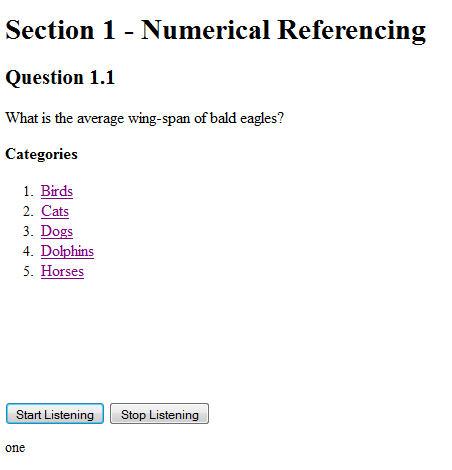 Section 1 - Numerical Referencing
Question 1.1
What is the average wing-span of bald eagles?
Categories
1. Birds
2. Cats
3. Dogs
4. Dolphins
5. Horses
Start Listening Stop Listening
one